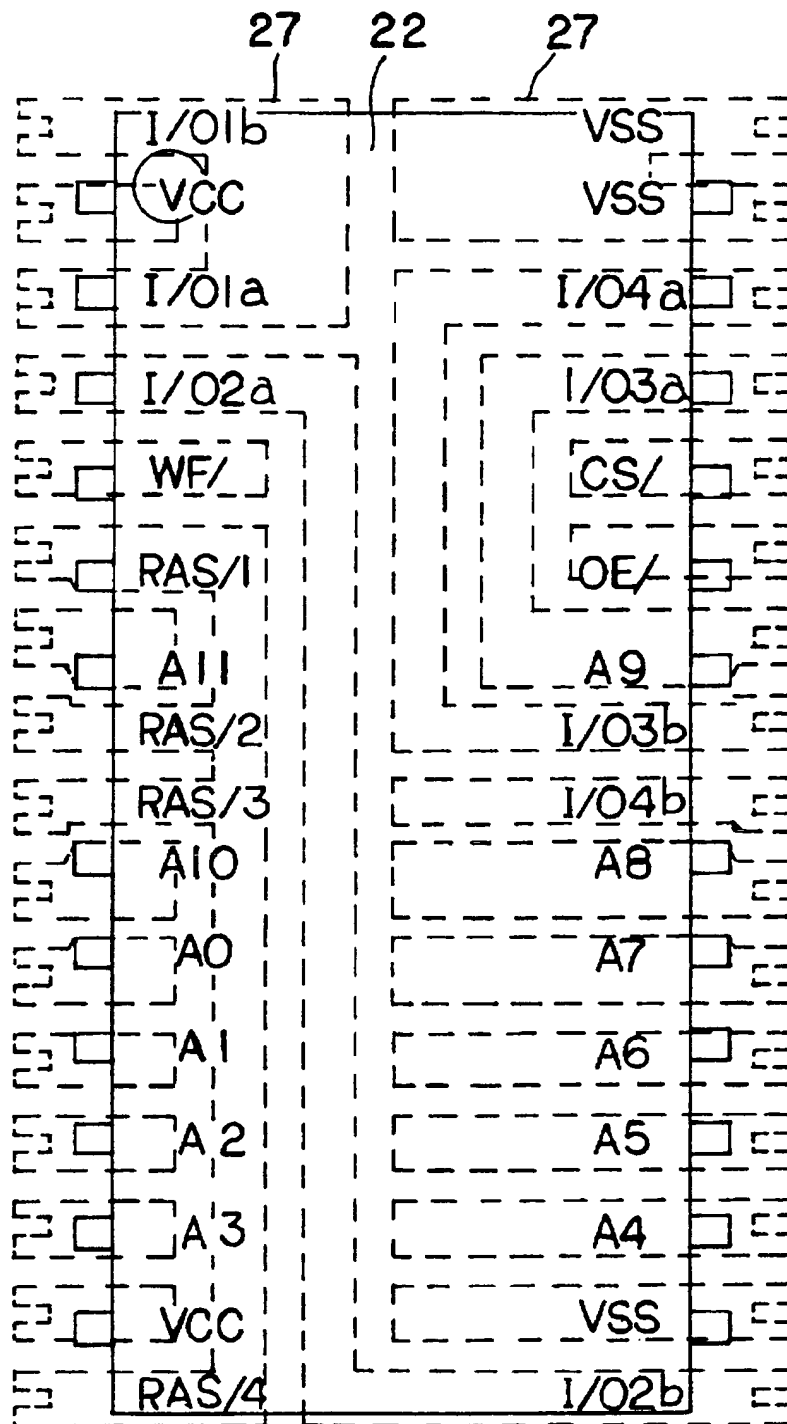 27 22 27
I/O1b VSS
VCC VSS
I/O1a I/O4a
I/O2a I/O3a
WF/ CS/
RAS/1 OE/
A11 A9
RAS/2 I/O3b
RAS/3 I/O4b
A10 A8
A0 A7
A1 A6
A2 A5
A3 A4
VCC VSS
RAS/4 I/O2b